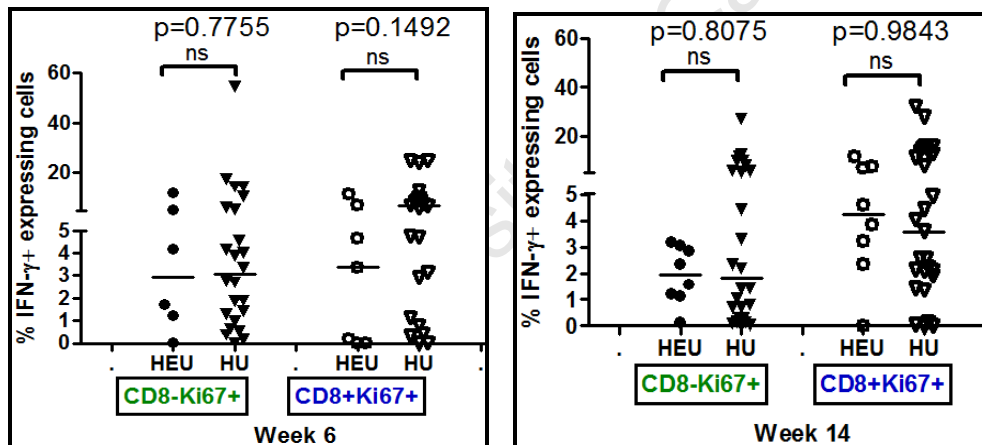 p=0.7755 p=0.1492
ns ns
% IFN-γ+ expressing cells
60
40
20
5
4
3
2
1
0
. HEU HU . HEU HU .
CD8-Ki67+ CD8+Ki67+
Week 6
p=0.8075 p=0.9843
ns ns
% IFN-γ+ expressing cells
60
40
20
5
4
3
2
1
0
. HEU HU . HEU HU
CD8-Ki67+ CD8+Ki67+
Week 14